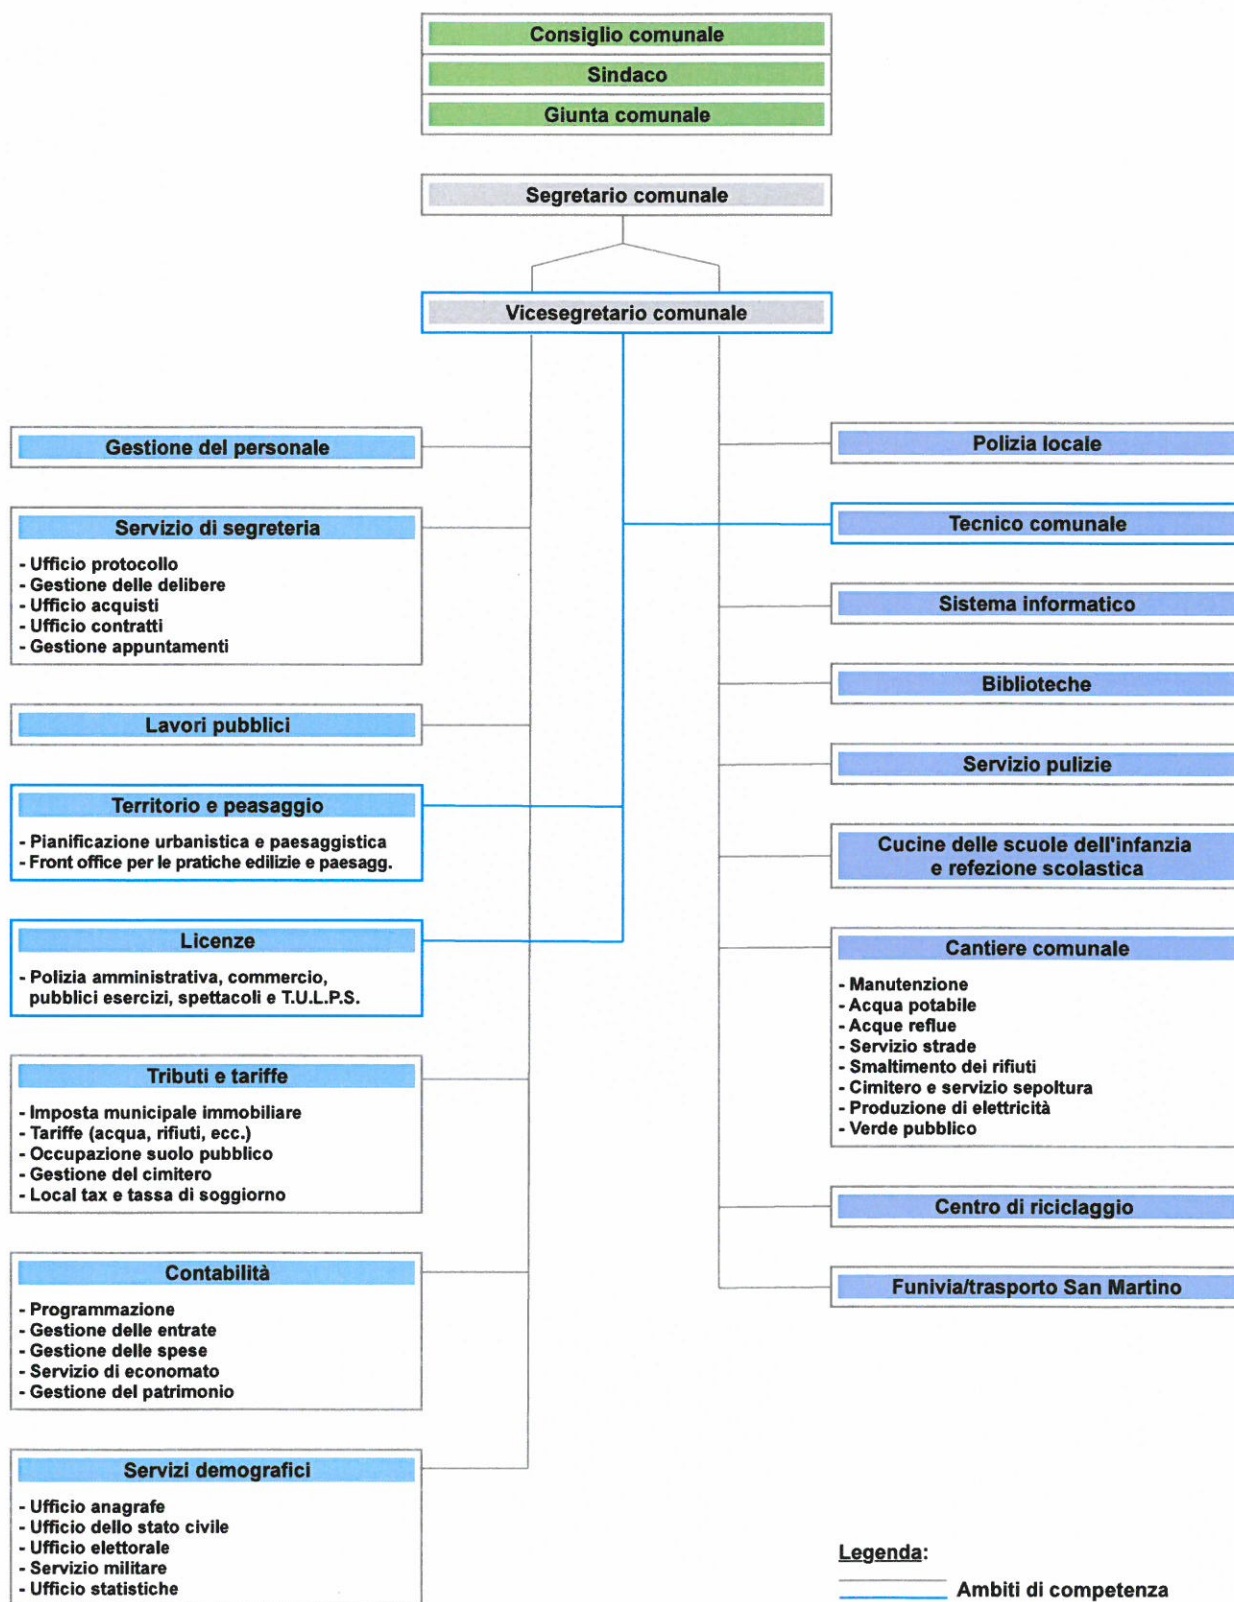 Consiglio comunale
Sindaco
Giunta comunale
Segretario comunale
Vicesegretario comunale
Gestione del personale
Servizio di segreteria
- Ufficio protocollo
- Gestione delle delibere
- Ufficio acquisti
- Ufficio contratti
- Gestione appuntamenti
Lavori pubblici
Territorio e peasaggio
- Pianificazione urbanistica e paesaggistica
- Front office per le pratiche edilizie e paesagg.
Licenze
- Polizia amministrativa, commercio,
pubblici esercizi, spettacoli e T.U.L.P.S.
Tributi e tariffe
- Imposta municipale immobiliare
- Tariffe (acqua, rifiuti, ecc.)
- Occupazione suolo pubblico
- Gestione del cimitero
- Local tax e tassa di soggiorno
Contabilità
- Programmazione
- Gestione delle entrate
- Gestione delle spese
- Servizio di economato
- Gestione del patrimonio
Servizi demografici
- Ufficio anagrafe
- Ufficio dello stato civile
- Ufficio elettorale
- Servizio militare
- Ufficio statistiche
Polizia locale
Tecnico comunale
Sistema informatico
Biblioteche
Servizio pulizie
Cucine delle scuole dell'infanzia
e refezione scolastica
Cantiere comunale
- Manutenzione
- Acqua potabile
- Acque reflue
- Servizio strade
- Smaltimento dei rifiuti
- Cimitero e servizio sepoltura
- Produzione di elettricità
- Verde pubblico
Centro di riciclaggio
Funivia/trasporto San Martino
Legenda:
Ambiti di competenza